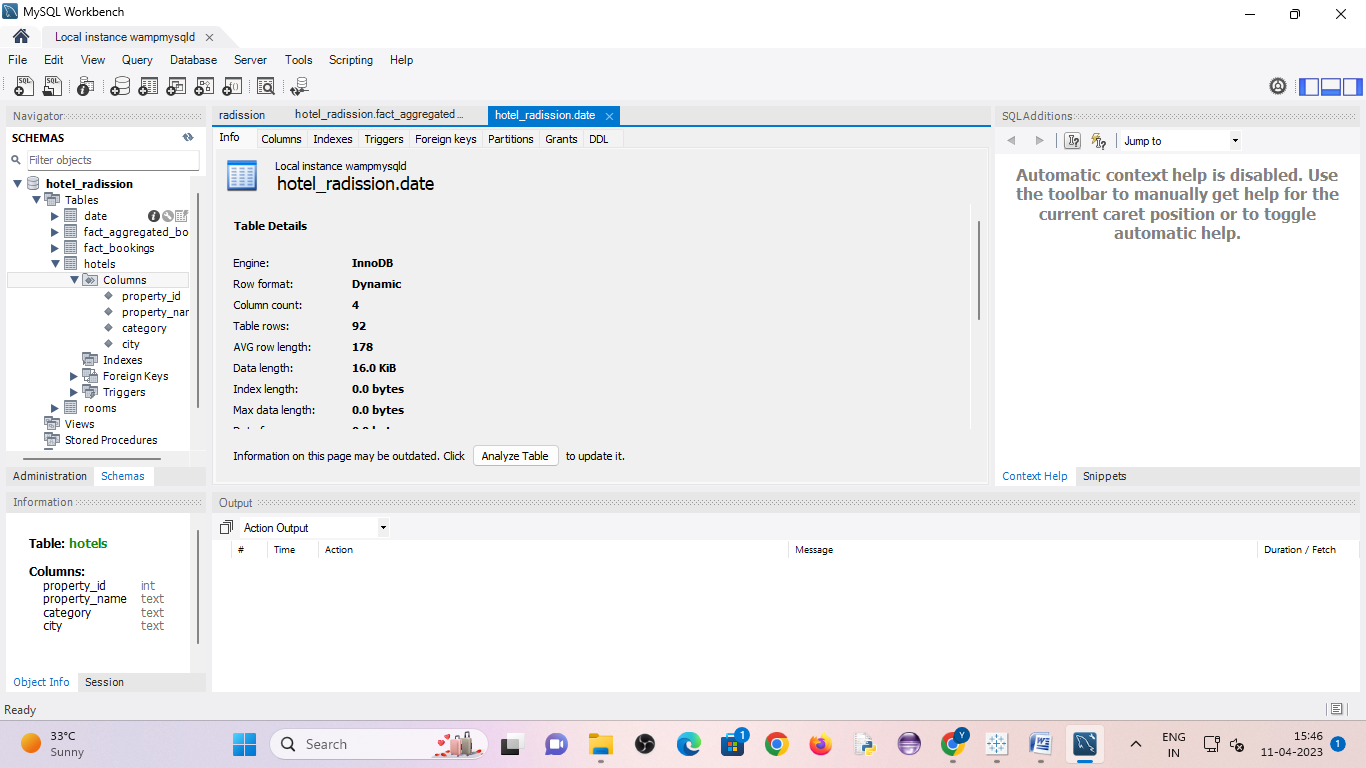 MySQL Workbench
Local instance wampmysqld
File Edit View Query Database Server Tools Scripting Help
Navigator
SCHEMAS
Filter objects
hotel_radission
Tables
date
fact_aggregated_bo
fact_bookings
hotels
Columns
property_id
property_nar
category
city
Indexes
Foreign Keys
Triggers
rooms
Views
Stored Procedures
Administration Schemas
Information
Table: hotels
Columns:
property_id int
property_name text
category text
city text
Object Info Session
radission hotel_radission.fact_aggregated... hotel_radission.date
Info Columns Indexes Triggers Foreign keys Partitions Grants DDL
Local instance wampmysqld
hotel_radission.date
Table Details
Engine: InnoDB
Row format: Dynamic
Column count: 4
Table rows: 92
AVG row length: 178
Data length: 16.0 KiB
Index length: 0.0 bytes
Max data length: 0.0 bytes
Information on this page may be outdated. Click Analyze Table to update it.
SQLAdditions
Jump to
Automatic context help is disabled. Use
the toolbar to manually get help for the
current caret position or to toggle
automatic help.
Context Help Snippets
Output
Action Output
# Time Action Message Duration / Fetch
Ready
33°C
Sunny
Search
1
Y
ENG
IN
15:46
11-04-2023
1